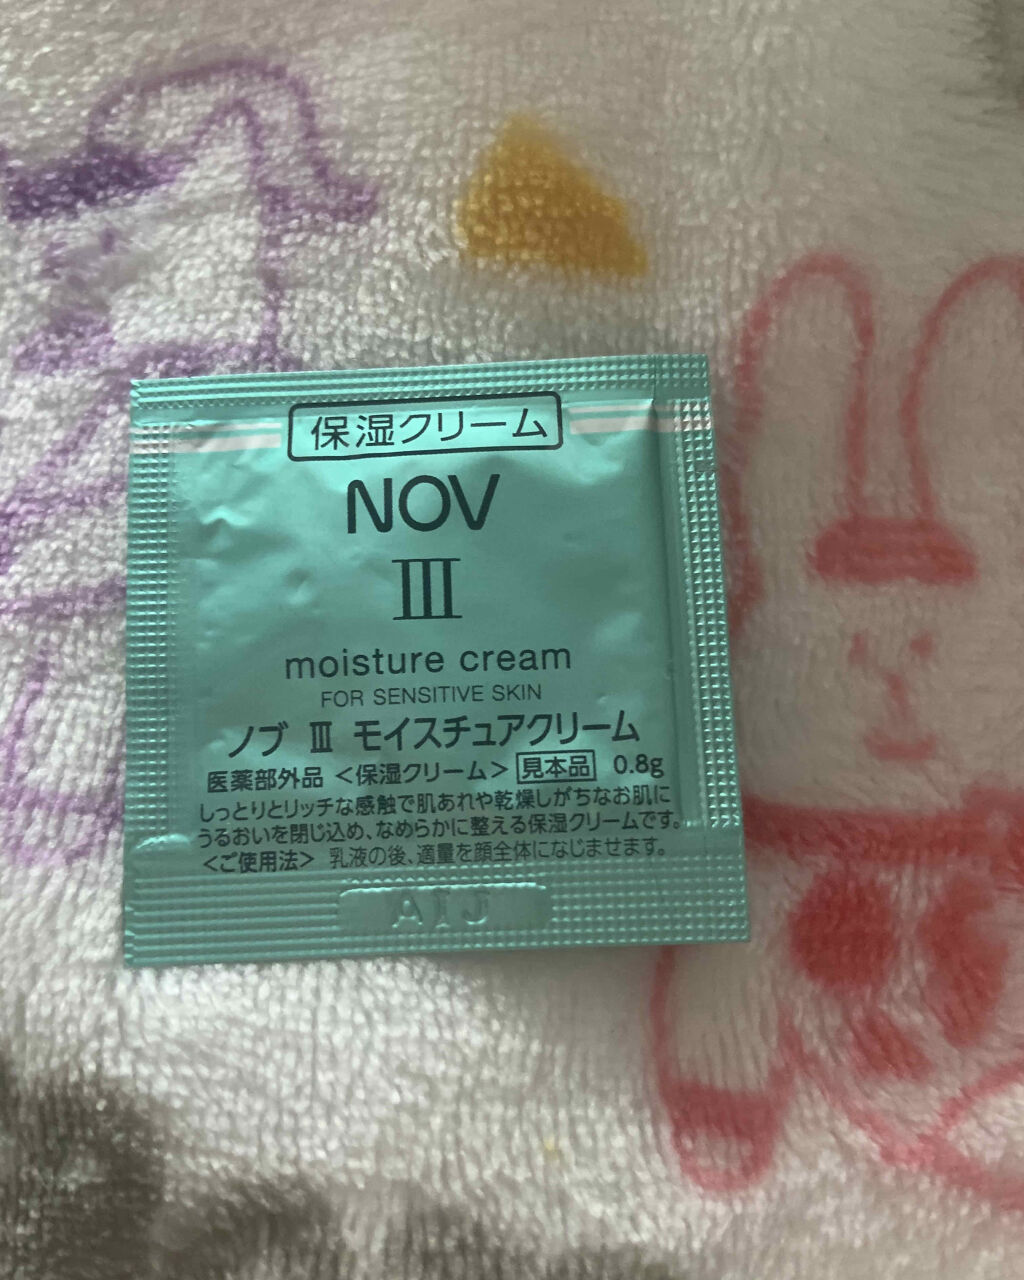 保湿クリーム
NOV
Ⅲ
moisture cream
FOR SENSITIVE SKIN
ノブ Ⅲ モイスチュアクリーム
医薬部外品 <保湿クリーム> 見本品 0.8g
しっとりとリッチな感触で肌あれや乾燥しがちなお肌に
うるおいを閉じ込め、なめらかに整える保湿クリームです。
<ご使用法> 乳液の後、適量を顔全体になじませます。